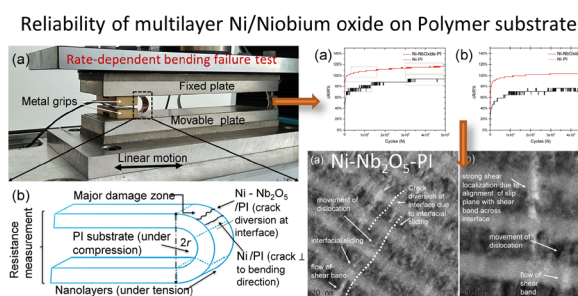 Reliability of multilayer Ni/Niobium oxide on Polymer substrate
(a)
Rate-dependent bending failure test
Fixed plate
Metal grips
Movable plate
Linear motion
(b)
Major damage zone
Ni - Nb2O5
/PI (crack
diversion at
interface)
Resistance
measurement
PI substrate (under
compression)
2r
Ni/PI (crack ⊥
to bending
direction)
Nanolayers (under tension)
(a)
Ni-NbOxide-PI
Ni-PI
Cycles (N)
(b)
Cycles (N)
(a)
Ni-Nb2O5-PI
movement of
dislocation
Crack
diversion at
interface due
to interfacial
sliding
interfacial sliding
flow of
shear band
20 nm
strong shear
localization due to
alignment of slip
plane with shear
band across
interface
movement of
dislocation
flow of
shear band